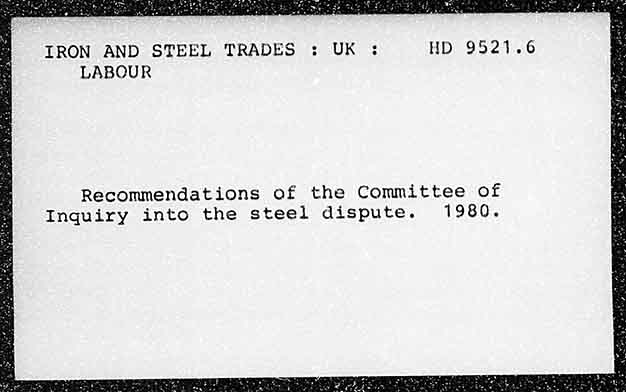 IRON AND STEEL TRADES : UK : HD 9521.6
LABOUR
Recommendations of the Committee of
Inquiry into the steel dispute. 1980.